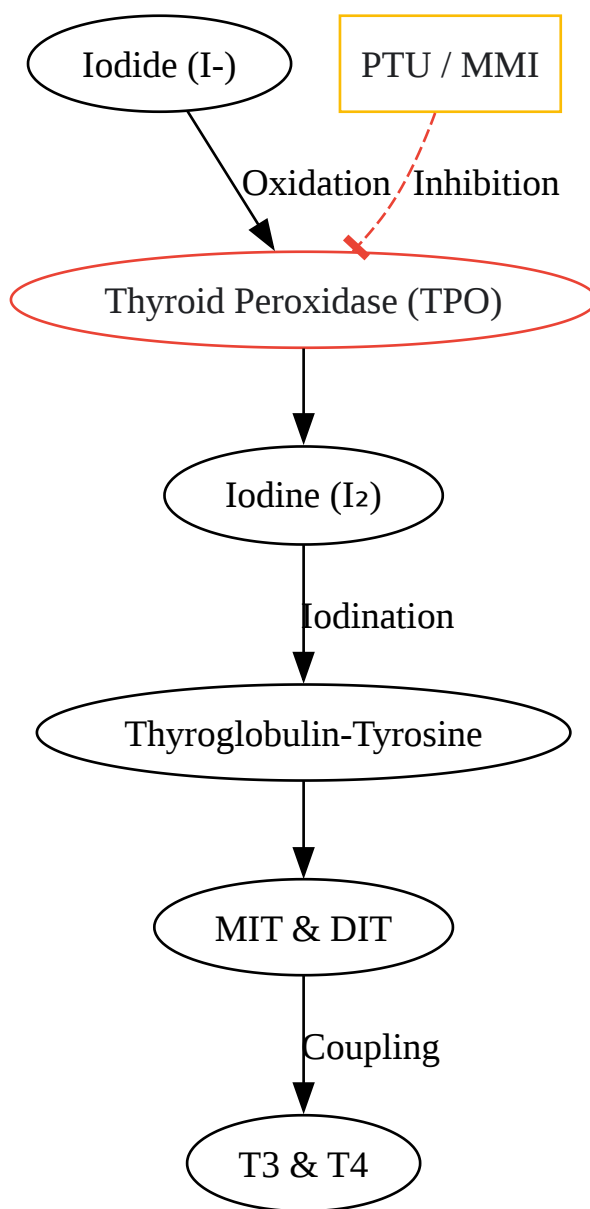 Iodide (I-)
PTU / MMI
Oxidation
Inhibition
Thyroid Peroxidase (TPO)
Iodine (I₂)
Iodination
Thyroglobulin-Tyrosine
MIT & DIT
Coupling
T3 & T4